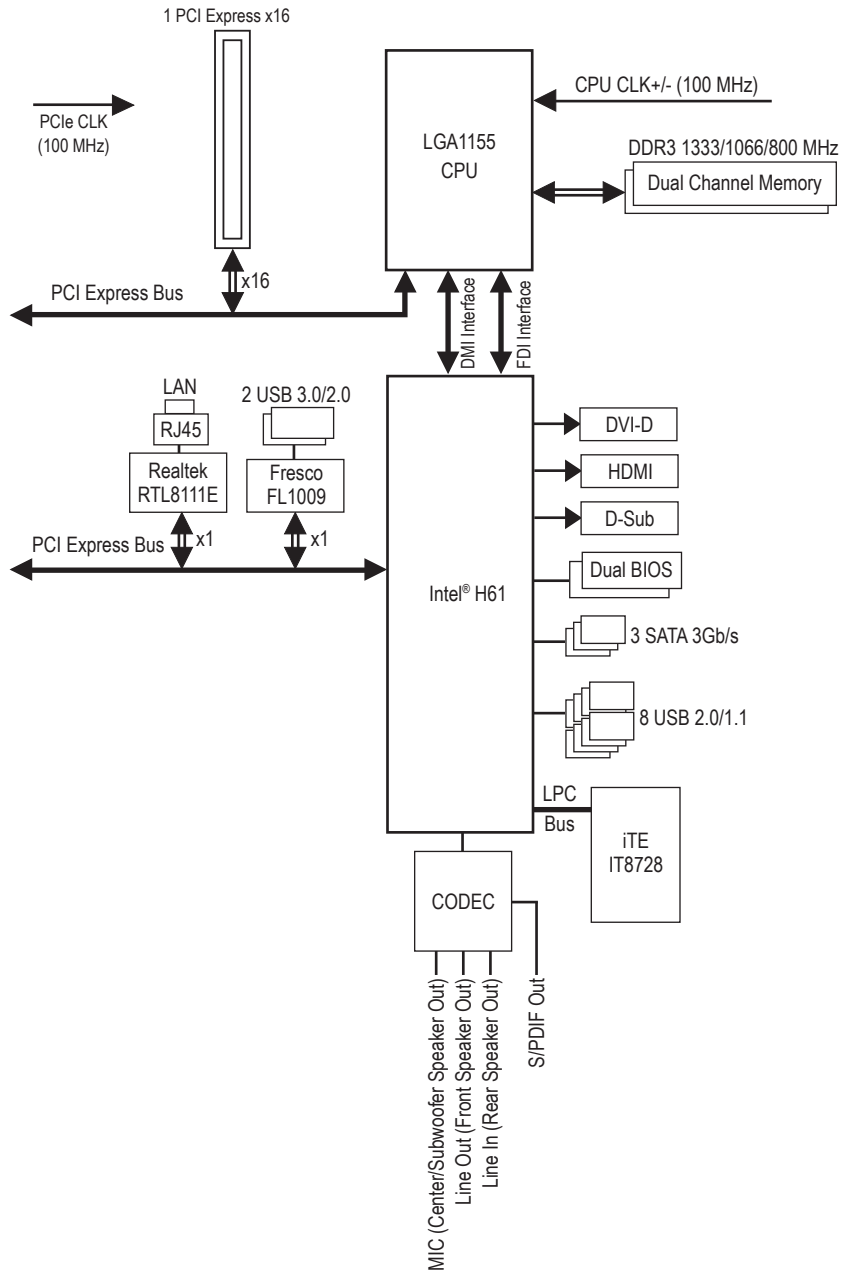 1 PCI Express x16
PCIe CLK
(100 MHz)
LGA1155
CPU
CPU CLK+/- (100 MHz)
DDR3 1333/1066/800 MHz
Dual Channel Memory
x16
PCI Express Bus
DMI Interface
FDI Interface
LAN
RJ45
Realtek
RTL8111E
2 USB 3.0/2.0
Fresco
FL1009
x1
x1
PCI Express Bus
Intel® H61
DVI-D
HDMI
D-Sub
Dual BIOS
3 SATA 3Gb/s
8 USB 2.0/1.1
LPC
Bus
iTE
IT8728
CODEC
MIC (Center/Subwoofer Speaker Out)
Line Out (Front Speaker Out)
Line In (Rear Speaker Out)
S/PDIF Out